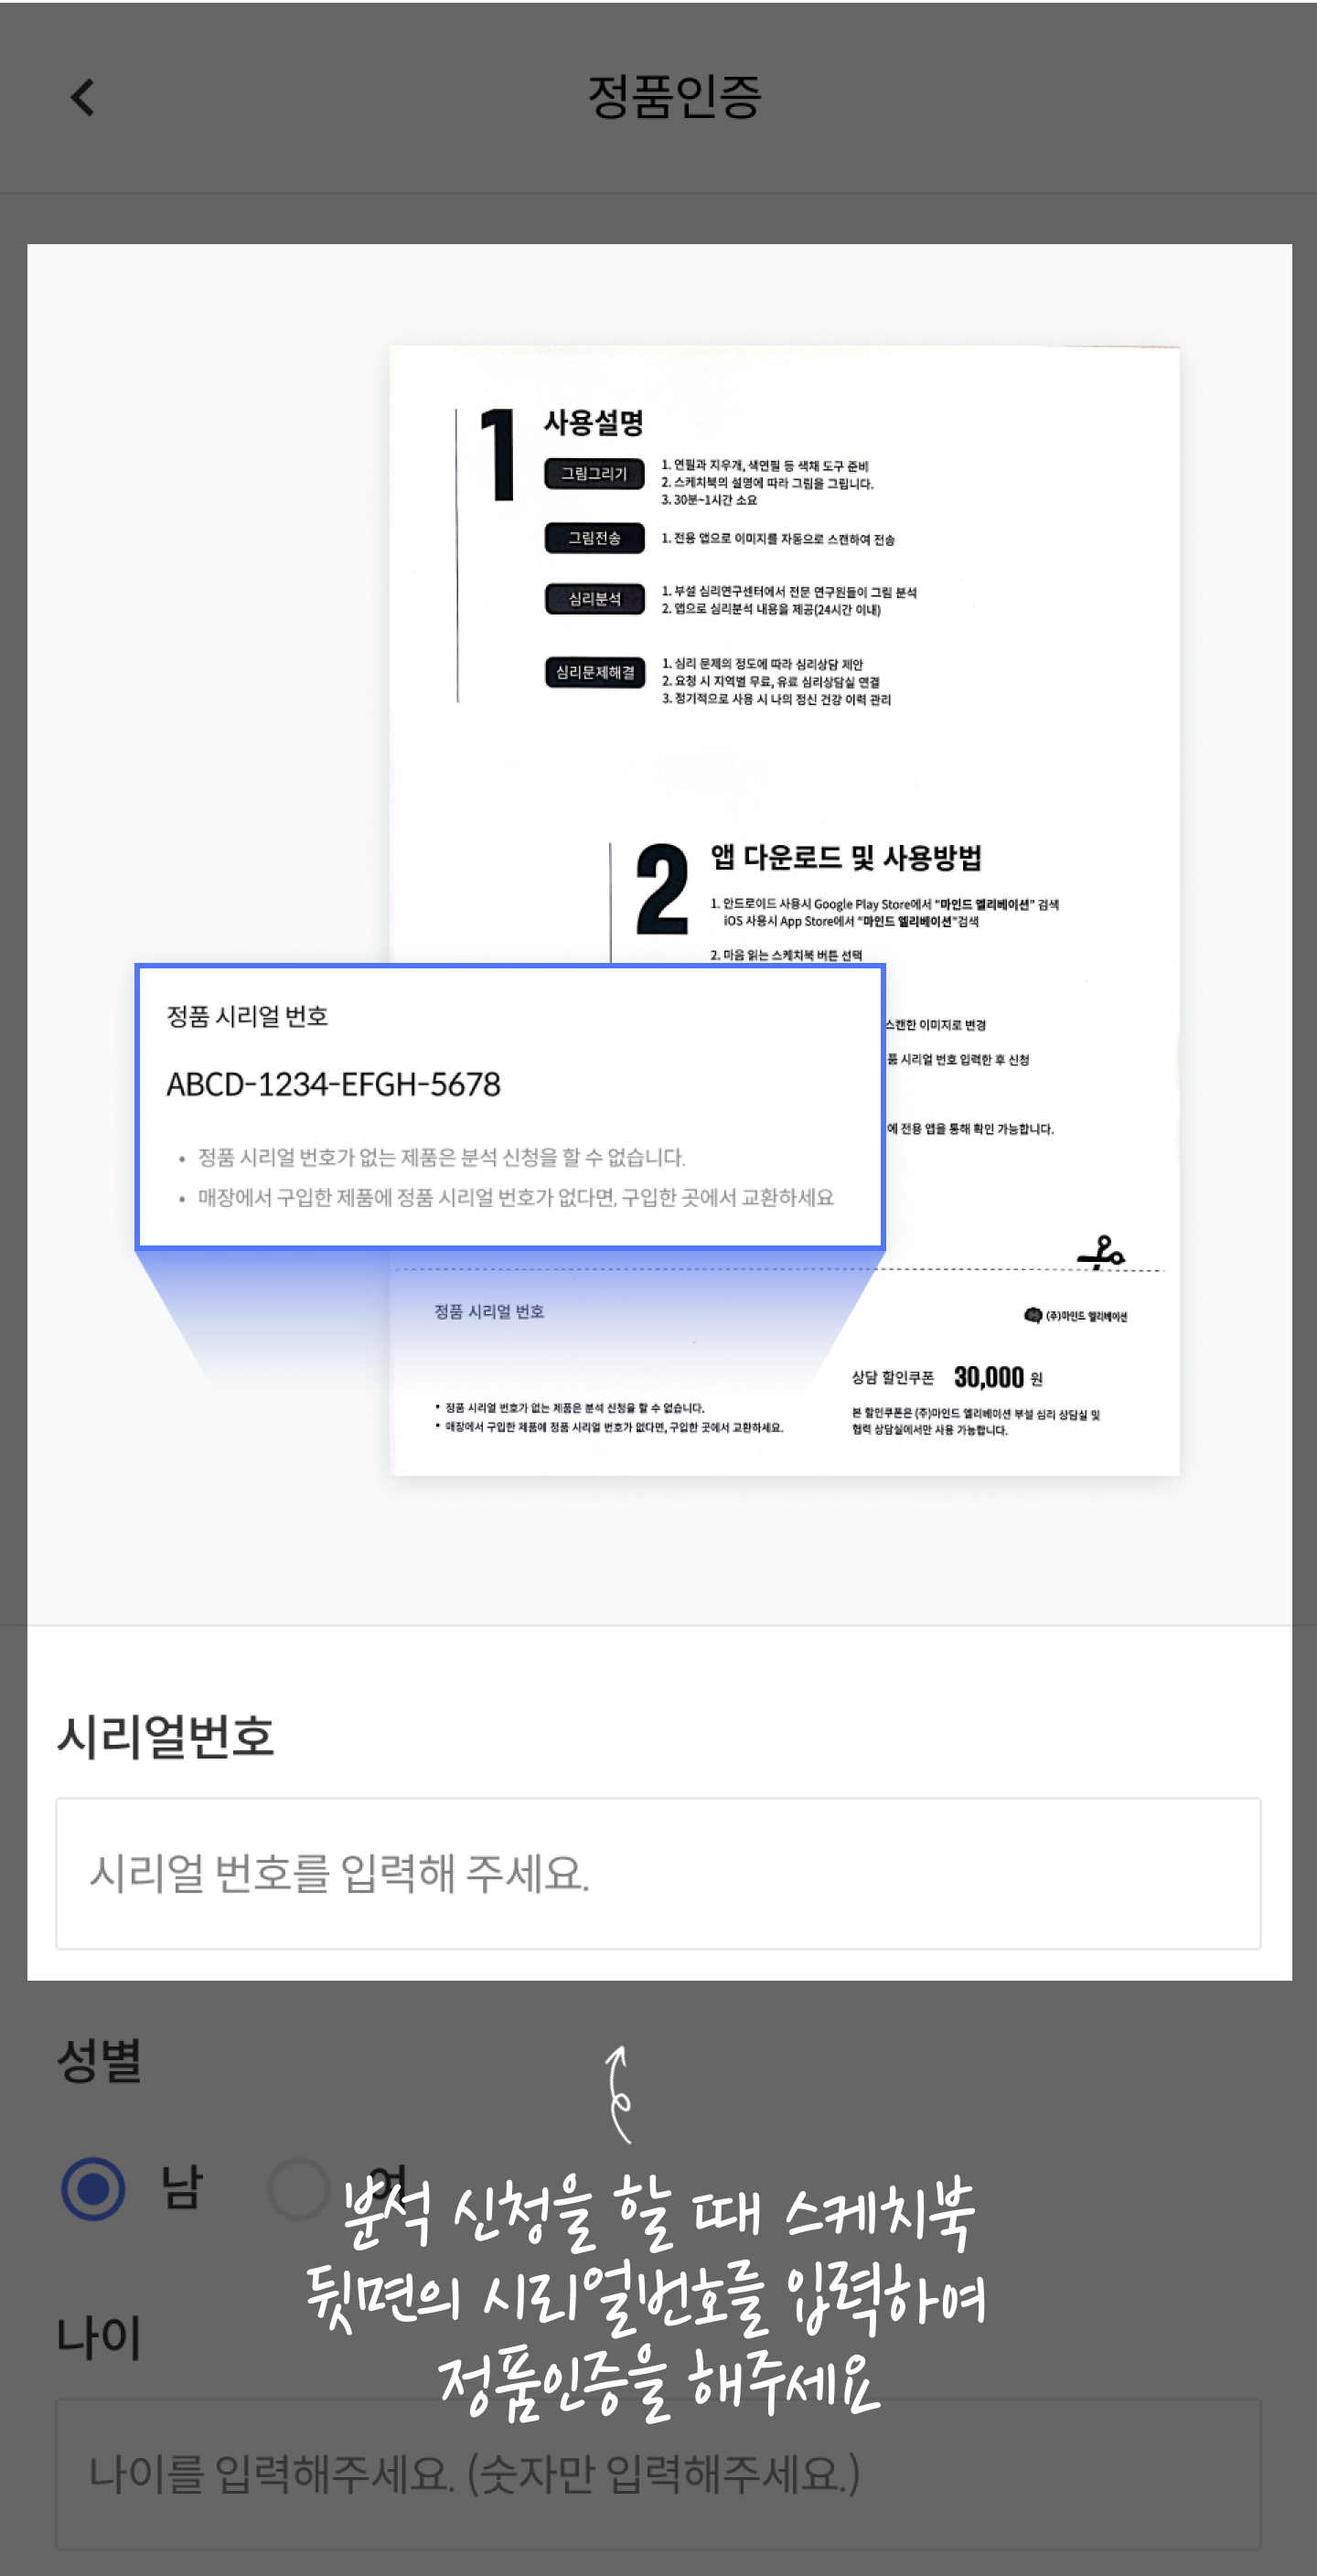 정품인증
1 사용설명
그림그리기
1. 연필과 지우개, 색연필 등 색채 도구 준비
2. 스케치북의 설명에 따라 그림을 그립니다.
3. 30분~1시간 소요
그림전송
1. 전용 앱으로 이미지를 자동으로 스캔하여 전송
심리분석
1. 부설 심리연구센터에서 전문 연구원들이 그림 분석
2. 앱으로 심리분석 내용을 제공(24시간 이내)
심리문제해결
1. 심리 문제의 정도에 따라 심리상담 제안
2. 요청 시 지역별 무료, 유료 심리상담실 연결
3. 정기적으로 사용 시 나의 정신 건강 이력 관리
2 앱 다운로드 및 사용방법
1. 안드로이드 사용시 Google Play Store에서 “마인드 엘리베이션” 검색
iOS 사용시 App Store에서 “마인드 엘리베이션”검색
2. 마음 읽는 스케치북 버튼 선택
스캔한 이미지로 변경
품 시리얼 번호 입력한 후 신청
에 전용 앱을 통해 확인 가능합니다.
정품 시리얼 번호
ABCD-1234-EFGH-5678
• 정품 시리얼 번호가 없는 제품은 분석 신청을 할 수 없습니다.
• 매장에서 구입한 제품에 정품 시리얼 번호가 없다면, 구입한 곳에서 교환하세요
정품 시리얼 번호
(주)마인드 엘리베이션
상담 할인쿠폰 30,000 원
본 할인쿠폰은 (주)마인드 엘리베이션 부설 심리 상담실 및
협력 상담실에서만 사용 가능합니다.
• 정품 시리얼 번호가 없는 제품은 분석 신청을 할 수 없습니다.
• 매장에서 구입한 제품에 정품 시리얼 번호가 없다면, 구입한 곳에서 교환하세요.
시리얼번호
시리얼 번호를 입력해 주세요.
성별
남 여
분석 신청을 할 때 스케치북
뒷면의 시리얼번호를 입력하여
정품인증을 해주세요
나이
나이를 입력해주세요. (숫자만 입력해주세요.)